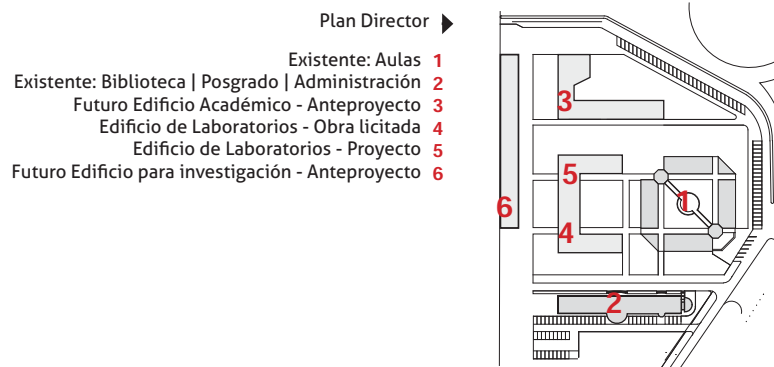 Plan Director
Existente: Aulas 1
Existente: Biblioteca | Posgrado | Administración 2
Futuro Edificio Académico - Anteproyecto 3
Edificio de Laboratorios - Obra licitada 4
Edificio de Laboratorios - Proyecto 5
Futuro Edificio para investigación - Anteproyecto 6
3
5
1
6
4
2